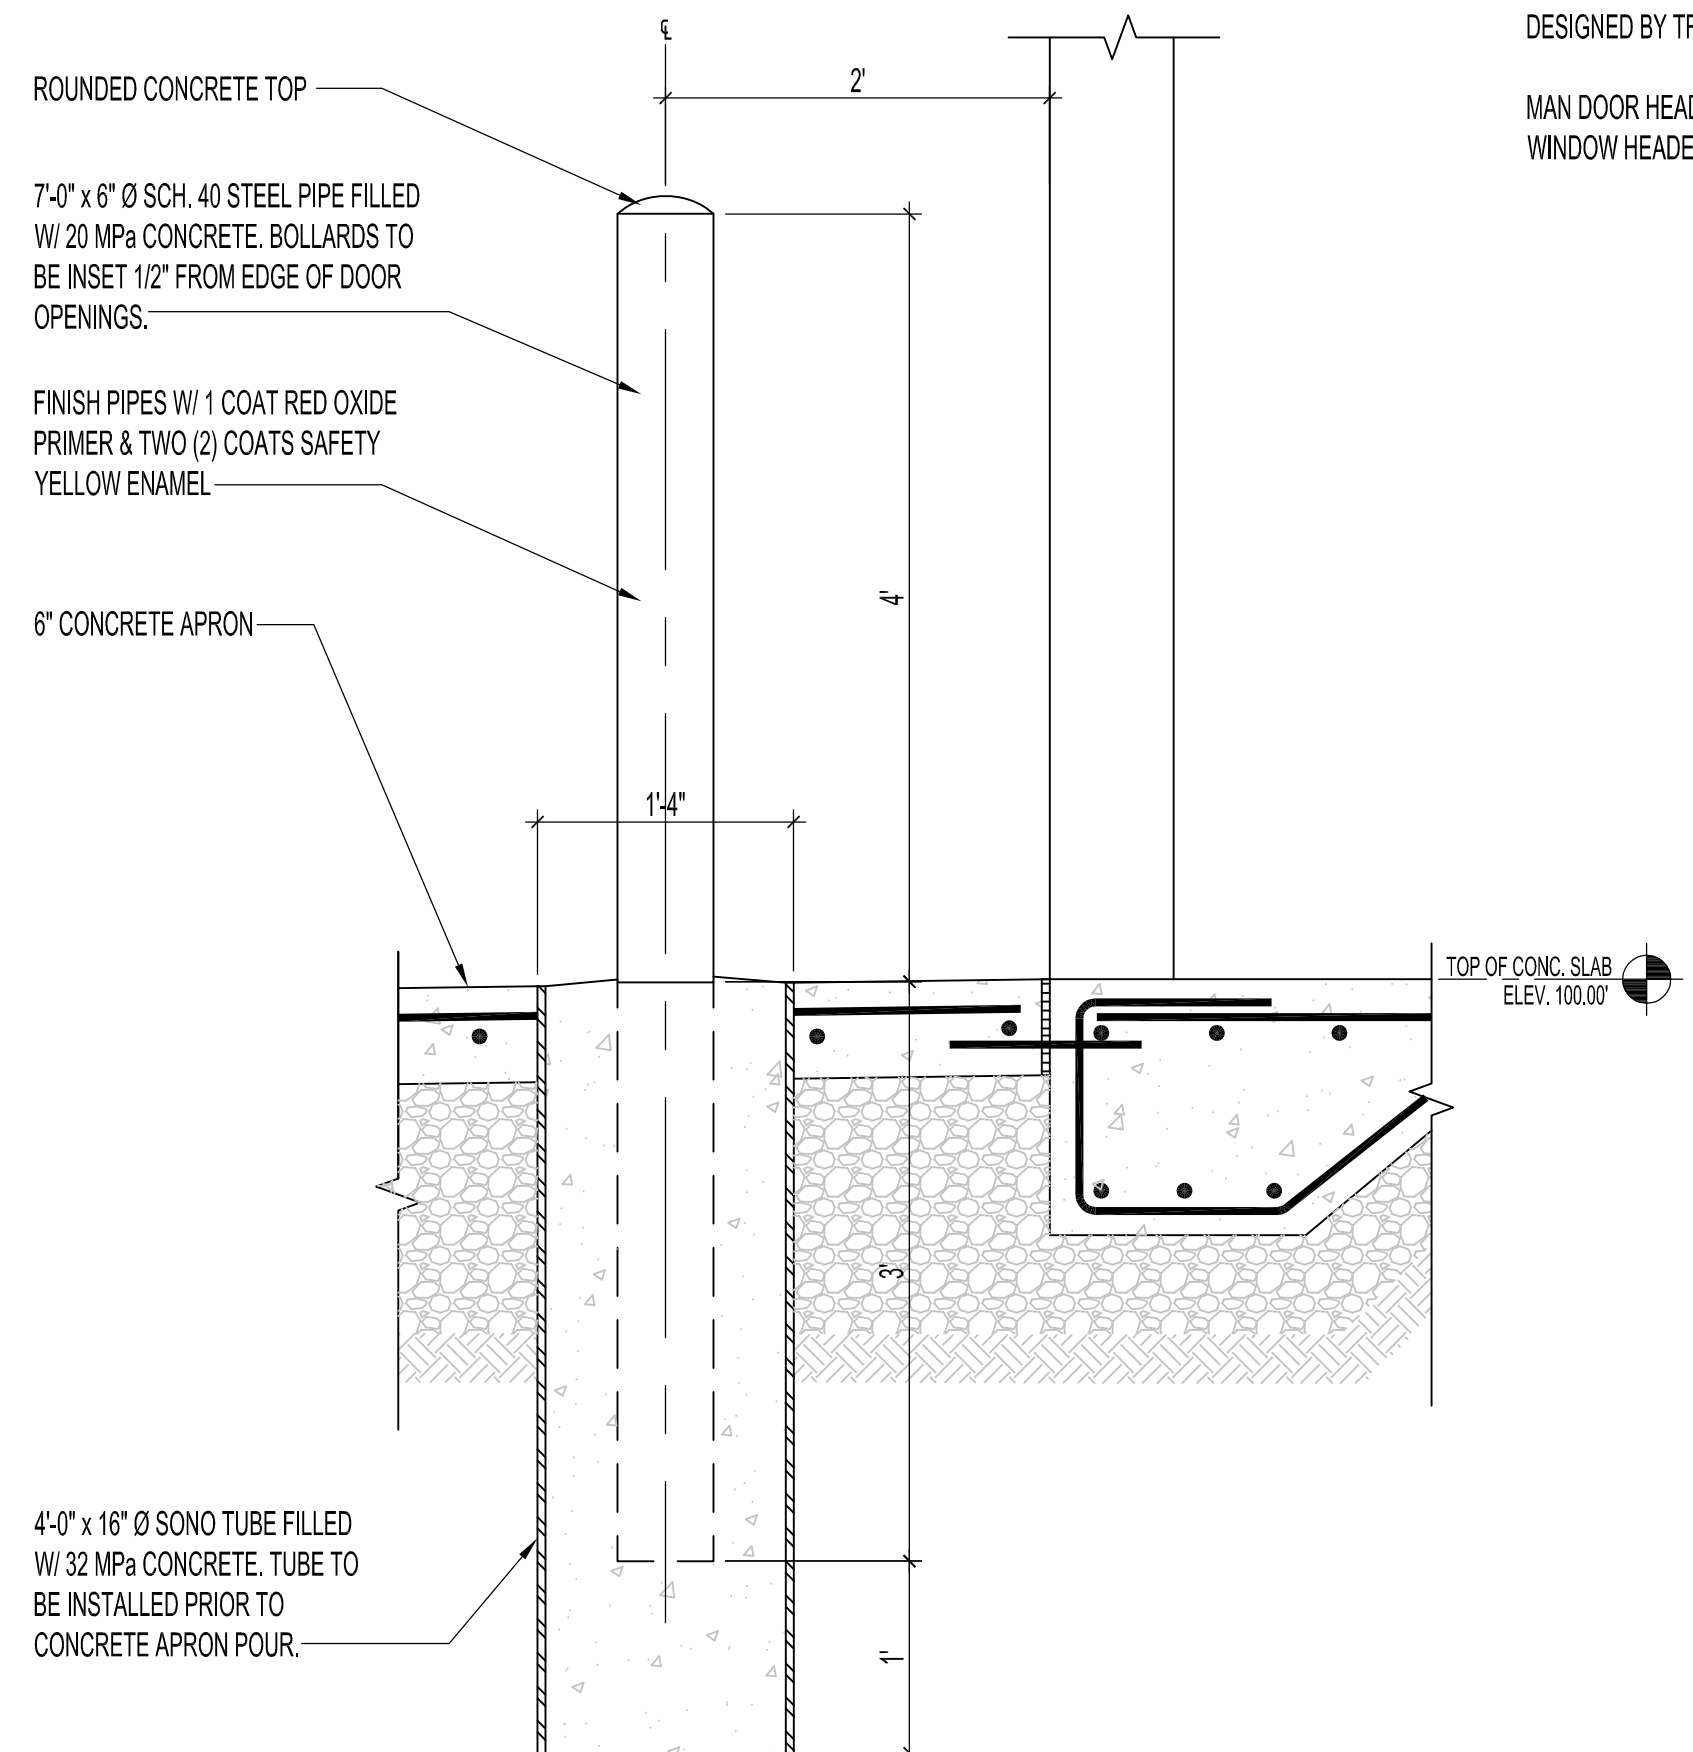 ℄
DESIGNED BY
ROUNDED CONCRETE TOP
2'
MAN DOOR
WINDOW
7'-0" x 6" Ø SCH. 40 STEEL PIPE FILLED
W/ 20 MPa CONCRETE. BOLLARDS TO
BE INSET 1/2" FROM EDGE OF DOOR
OPENINGS.
FINISH PIPES W/ 1 COAT RED OXIDE
PRIMER & TWO (2) COATS SAFETY
YELLOW ENAMEL
4'
6" CONCRETE APRON
1'-4"
TOP OF CONC. SLAB
ELEV. 100.00'
3'
4'-0" x 16" Ø SONO TUBE FILLED
W/ 32 MPa CONCRETE. TUBE TO
BE INSTALLED PRIOR TO
CONCRETE APRON POUR.
1'